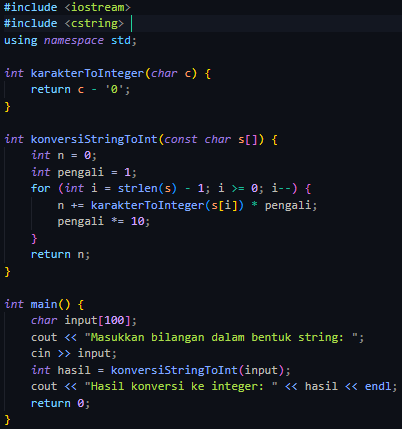 #include <iostream>
#include <cstring>
using namespace std;
int karakterToInteger(char c) {
    return c - '0';
}
int konversiStringToInt(const char s[]) {
    int n = 0;
    int pengali = 1;
    for (int i = strlen(s) - 1; i >= 0; i--) {
        n += karakterToInteger(s[i]) * pengali;
        pengali *= 10;
    }
    return n;
}
int main() {
    char input[100];
    cout << "Masukkan bilangan dalam bentuk string: ";
    cin >> input;
    int hasil = konversiStringToInt(input);
    cout << "Hasil konversi ke integer: " << hasil << endl;
    return 0;
}